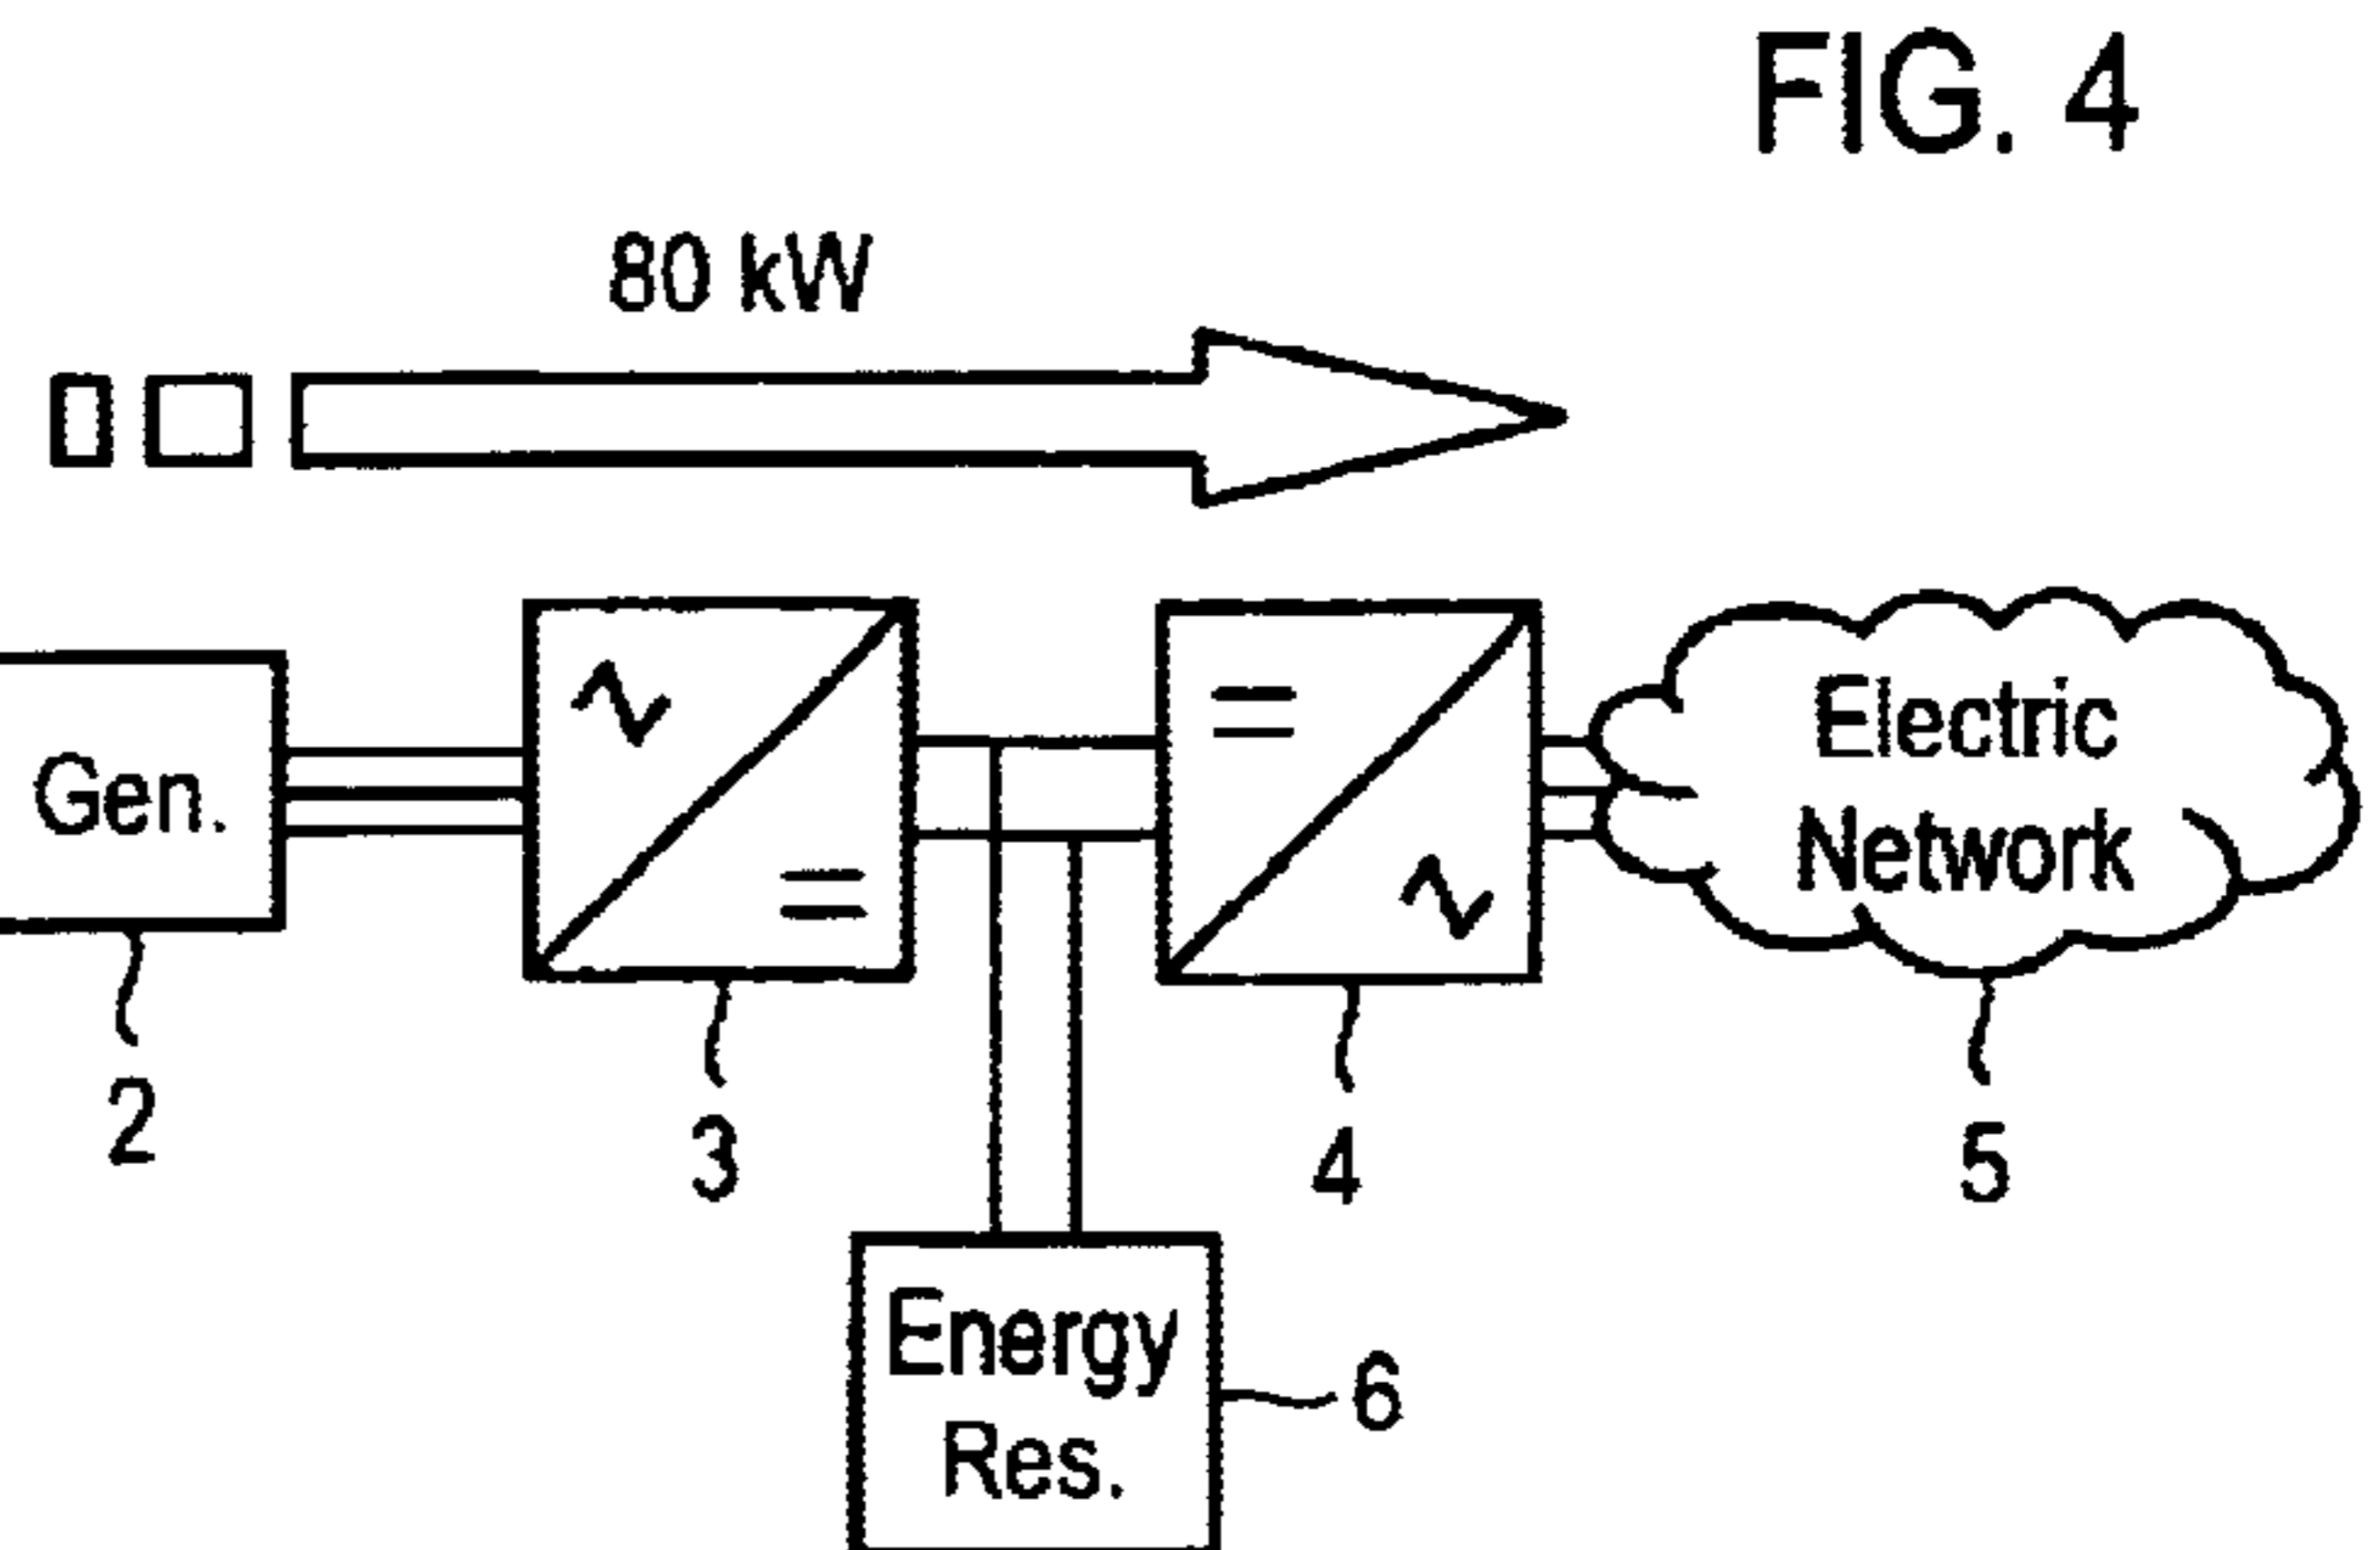 FIG. 4
80 kW
Gen.
Electric
Network
2
3
4
5
Energy
Res.
6